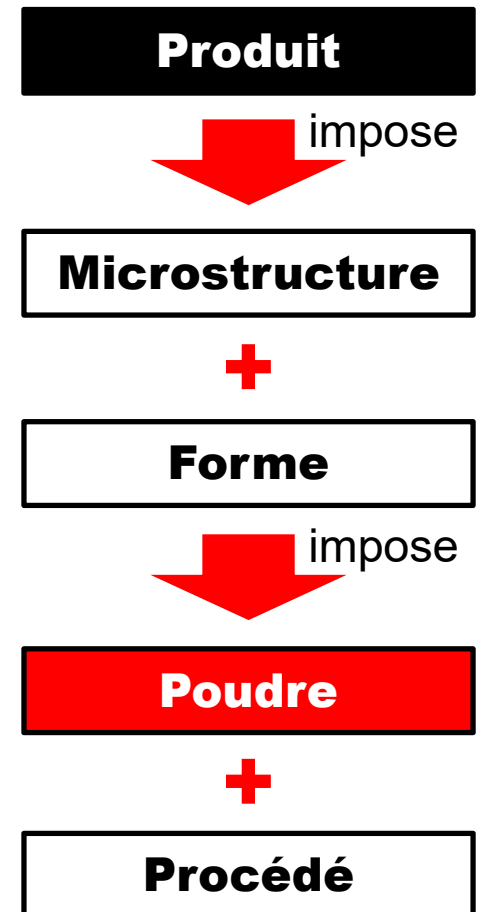 Produit
impose
Microstructure
+
Forme
impose
Poudre
+
Procédé